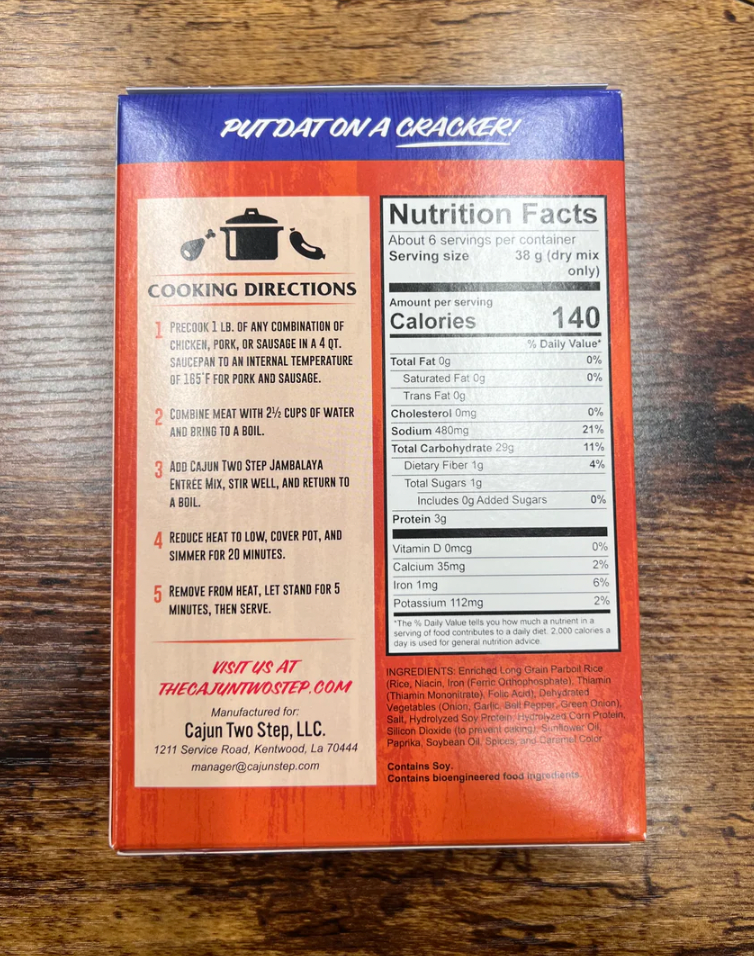 PUT DAT ON A CRACKER!
COOKING DIRECTIONS
1 PRECOOK 1 LB. OF ANY COMBINATION OF
CHICKEN, PORK, OR SAUSAGE IN A 4 QT.
SAUCEPAN TO AN INTERNAL TEMPERATURE
OF 165°F FOR PORK AND SAUSAGE.
2 COMBINE MEAT WITH 2½ CUPS OF WATER
AND BRING TO A BOIL.
3 ADD CAJUN TWO STEP JAMBALAYA
ENTRÉE MIX, STIR WELL, AND RETURN TO
A BOIL.
4 REDUCE HEAT TO LOW, COVER POT, AND
SIMMER FOR 20 MINUTES.
5 REMOVE FROM HEAT, LET STAND FOR 5
MINUTES, THEN SERVE.
VISIT US AT
THECAJUNTWOSTEP.COM
Manufactured for:
Cajun Two Step, LLC.
1211 Service Road, Kentwood, La 70444
manager@cajunstep.com
Nutrition Facts
About 6 servings per container
Serving size 38 g (dry mix
only)
Amount per serving
Calories 140
% Daily Value*
Total Fat 0g 0%
Saturated Fat 0g 0%
Trans Fat 0g
Cholesterol 0mg 0%
Sodium 480mg 21%
Total Carbohydrate 29g 11%
Dietary Fiber 1g 4%
Total Sugars 1g
Includes 0g Added Sugars 0%
Protein 3g
Vitamin D 0mcg 0%
Calcium 35mg 2%
Iron 1mg 6%
Potassium 112mg 2%
*The % Daily Value tells you how much a nutrient in a
serving of food contributes to a daily diet. 2,000 calories a
day is used for general nutrition advice.
INGREDIENTS: Enriched Long Grain Parboil Rice
(Rice, Niacin, Iron (Ferric Orthophosphate), Thiamin
(Thiamin Mononitrate), Folic Acid), Dehydrated
Vegetables (Onion, Garlic, Bell Pepper, Green Onion),
Salt, Hydrolyzed Soy Protein, Hydrolyzed Corn Protein,
Silicon Dioxide (to prevent caking), Sunflower Oil,
Paprika, Soybean Oil, Spices, and Caramel Color
Contains Soy.
Contains bioengineered food ingredients.